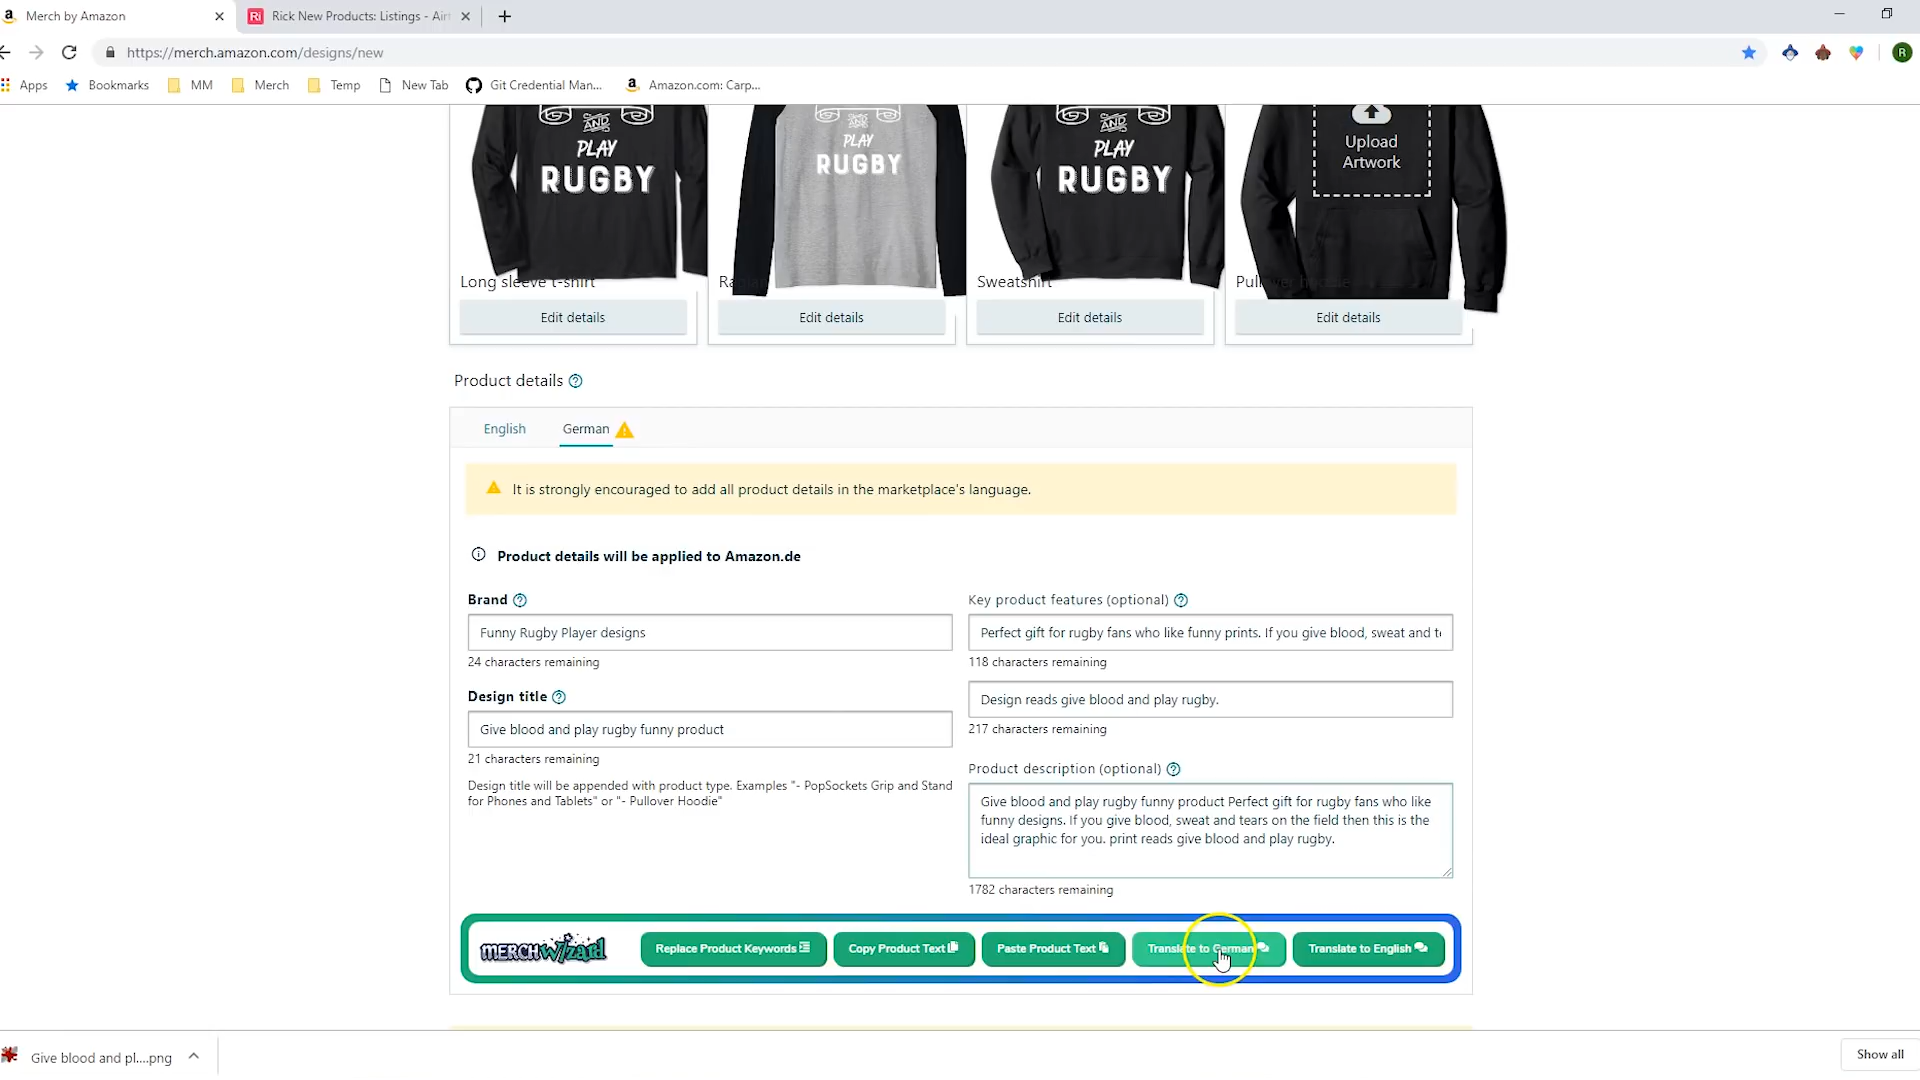 Merch by Amazon
Rick New Products: Listings - Air
https://merch.amazon.com/designs/new
R
Apps
Bookmarks
MM
Merch
Temp
New Tab
Git Credential Man...
Amazon.com: Carp...
AND
PLAY
RUGBY
AND
PLAY
RUGBY
AND
PLAY
RUGBY
Upload
Artwork
Long sleeve t-shirt
Raglan
Sweatshirt
Pullover hoodie
Edit details
Edit details
Edit details
Edit details
Product details
English
German
It is strongly encouraged to add all product details in the marketplace's language.
Product details will be applied to Amazon.de
Brand
Funny Rugby Player designs
24 characters remaining
Design title
Give blood and play rugby funny product
21 characters remaining
Design title will be appended with product type. Examples "- PopSockets Grip and Stand
for Phones and Tablets" or "- Pullover Hoodie"
Key product features (optional)
Perfect gift for rugby fans who like funny prints. If you give blood, sweat and t
118 characters remaining
Design reads give blood and play rugby.
217 characters remaining
Product description (optional)
Give blood and play rugby funny product Perfect gift for rugby fans who like
funny designs. If you give blood, sweat and tears on the field then this is the
ideal graphic for you. print reads give blood and play rugby.
1782 characters remaining
MERCHWizard
Replace Product Keywords
Copy Product Text
Paste Product Text
Translate to German
Translate to English
Give blood and pl....png
Show all